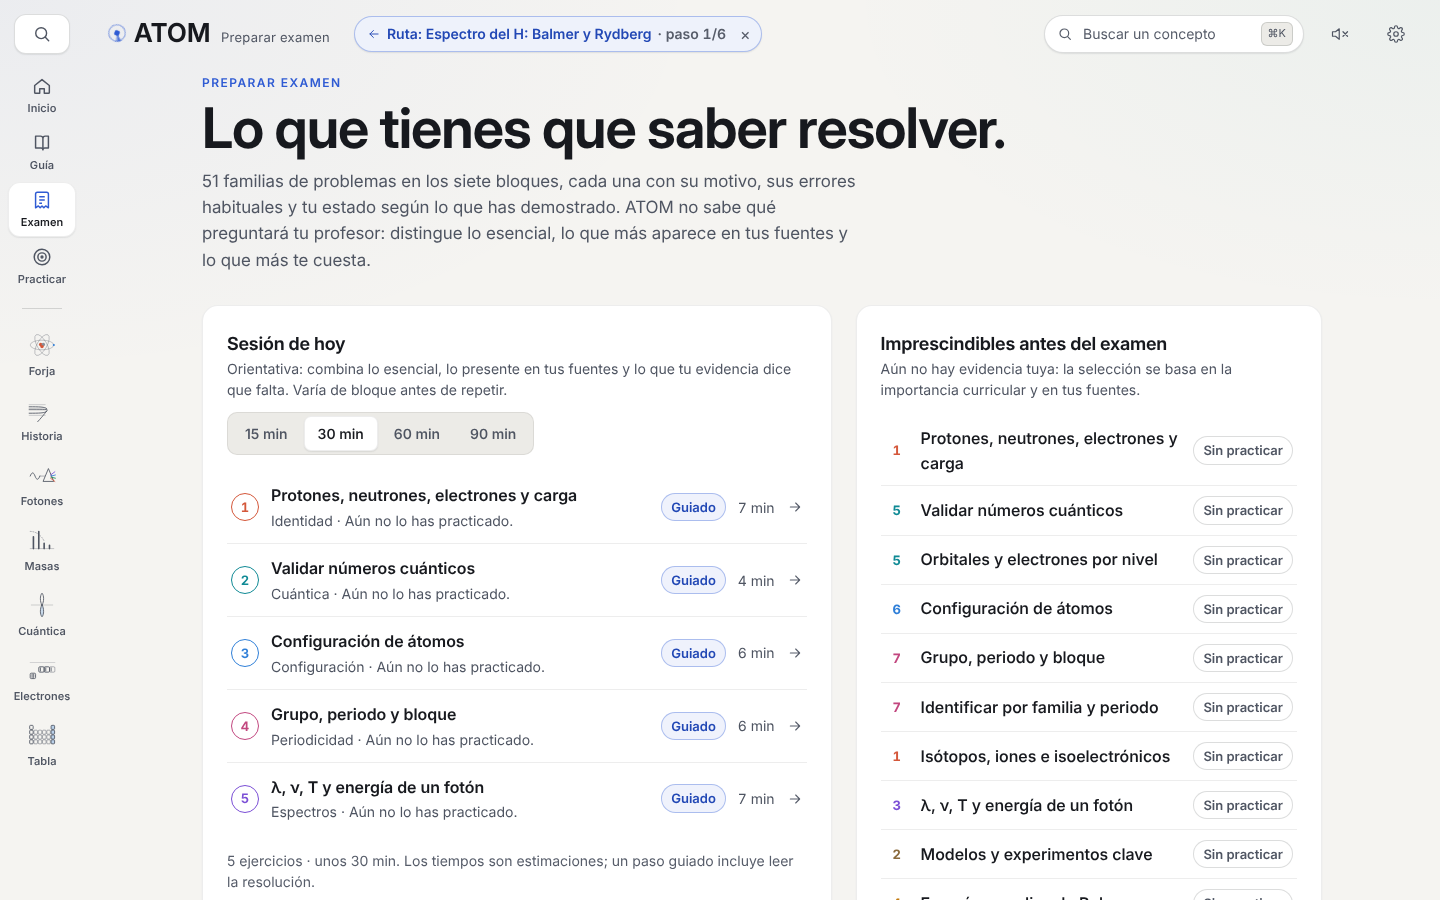 ATOM
Preparar examen
← Ruta: Espectro del H: Balmer y Rydberg · paso 1/6 ×
Buscar un concepto ⌘K
Inicio
Guía
Examen
Practicar
Forja
Historia
Fotones
Masas
Cuántica
Electrones
Tabla
PREPARAR EXAMEN
Lo que tienes que saber resolver.
51 familias de problemas en los siete bloques, cada una con su motivo, sus errores
habituales y tu estado según lo que has demostrado. ATOM no sabe qué
preguntará tu profesor: distingue lo esencial, lo que más aparece en tus fuentes y
lo que más te cuesta.
Sesión de hoy
Orientativa: combina lo esencial, lo presente en tus fuentes y lo que tu evidencia dice
que falta. Varía de bloque antes de repetir.
15 min 30 min 60 min 90 min
1 Protones, neutrones, electrones y carga
Identidad · Aún no lo has practicado.
Guiado 7 min →
2 Validar números cuánticos
Cuántica · Aún no lo has practicado.
Guiado 4 min →
3 Configuración de átomos
Configuración · Aún no lo has practicado.
Guiado 6 min →
4 Grupo, periodo y bloque
Periodicidad · Aún no lo has practicado.
Guiado 6 min →
5 λ, ν, T y energía de un fotón
Espectros · Aún no lo has practicado.
Guiado 7 min →
5 ejercicios · unos 30 min. Los tiempos son estimaciones; un paso guiado incluye leer
la resolución.
Imprescindibles antes del examen
Aún no hay evidencia tuya: la selección se basa en la
importancia curricular y en tus fuentes.
1 Protones, neutrones, electrones y
carga
Sin practicar
5 Validar números cuánticos Sin practicar
5 Orbitales y electrones por nivel Sin practicar
6 Configuración de átomos Sin practicar
7 Grupo, periodo y bloque Sin practicar
7 Identificar por familia y periodo Sin practicar
1 Isótopos, iones e isoelectrónicos Sin practicar
3 λ, ν, T y energía de un fotón Sin practicar
2 Modelos y experimentos clave Sin practicar